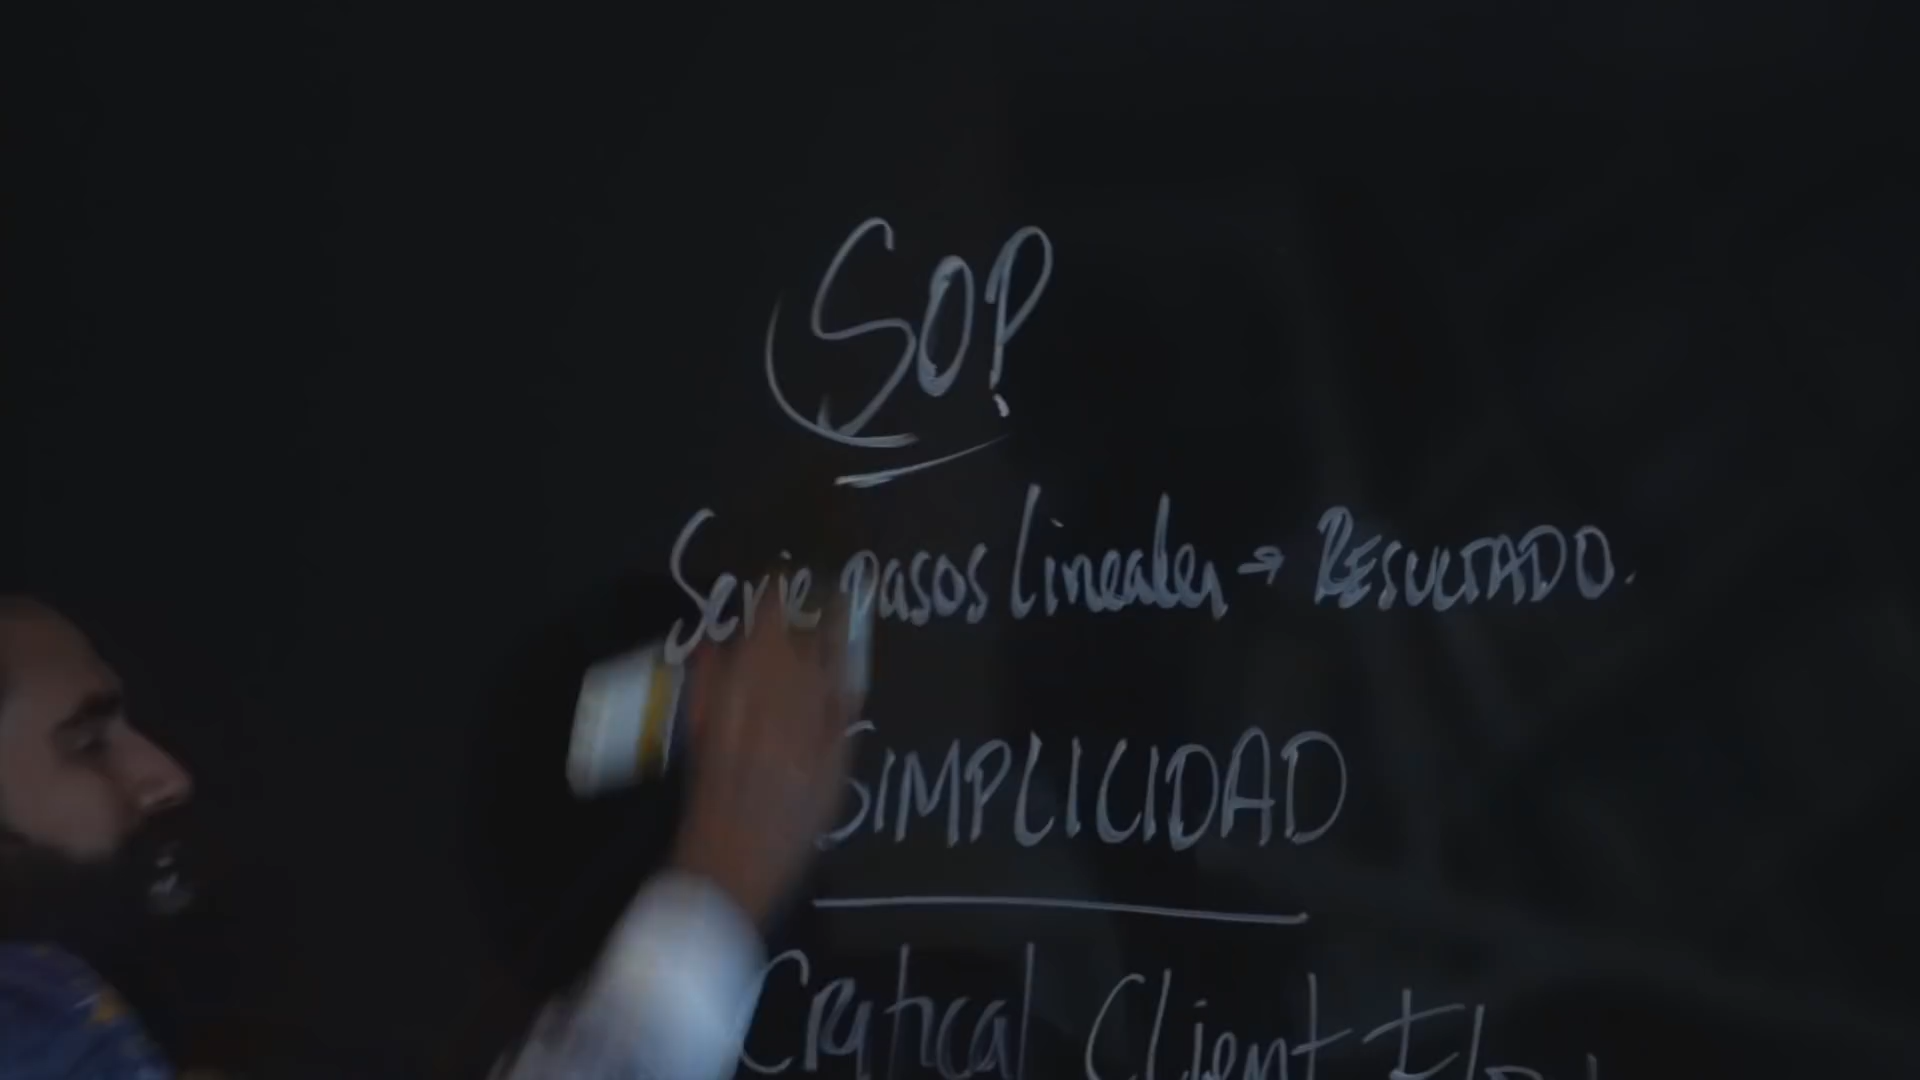 SOP
Serie pasos lineales → RESULTADO.
SIMPLICIDAD
Critical Client